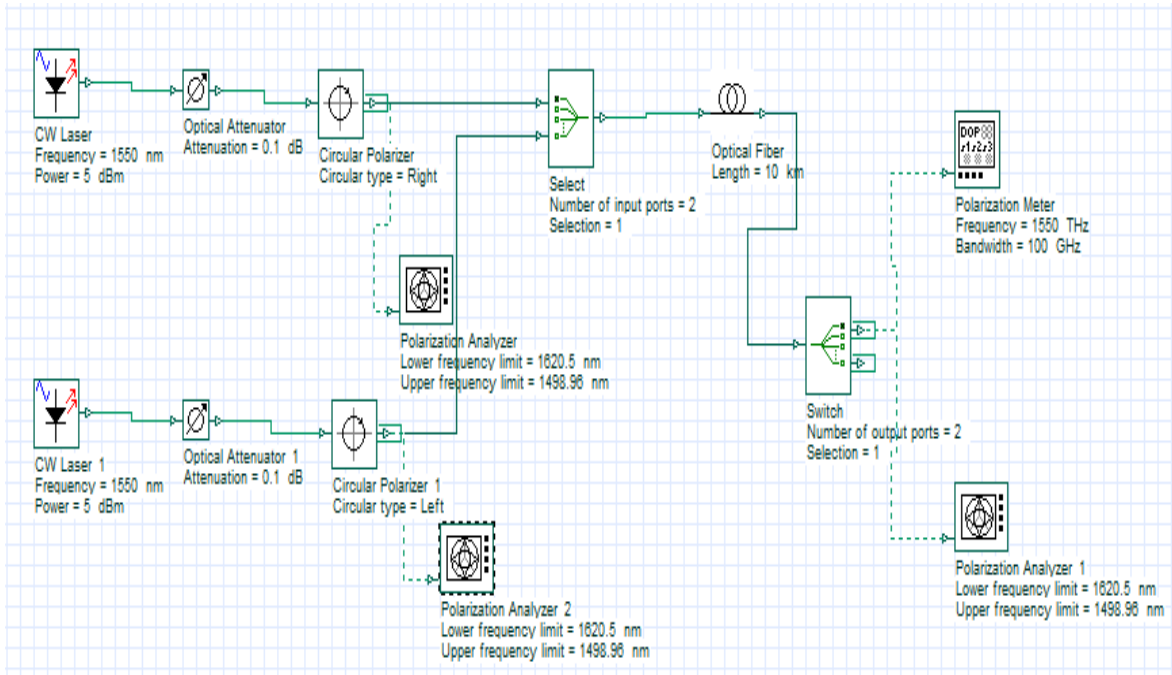 CW Laser
Frequency = 1550 nm
Power = 5 dBm
Optical Attenuator
Attenuation = 0.1 dB
Circular Polarizer
Circular type = Right
Select
Number of input ports = 2
Selection = 1
Optical Fiber
Length = 10 km
DOP
s1s2s3
Polarization Meter
Frequency = 1550 THz
Bandwidth = 100 GHz
Polarization Analyzer
Lower frequency limit = 1620.5 nm
Upper frequency limit = 1498.96 nm
Switch
Number of output ports = 2
Selection = 1
CW Laser 1
Frequency = 1550 nm
Power = 5 dBm
Optical Attenuator 1
Attenuation = 0.1 dB
Circular Polarizer 1
Circular type = Left
Polarization Analyzer 2
Lower frequency limit = 1620.5 nm
Upper frequency limit = 1498.96 nm
Polarization Analyzer 1
Lower frequency limit = 1620.5 nm
Upper frequency limit = 1498.96 nm